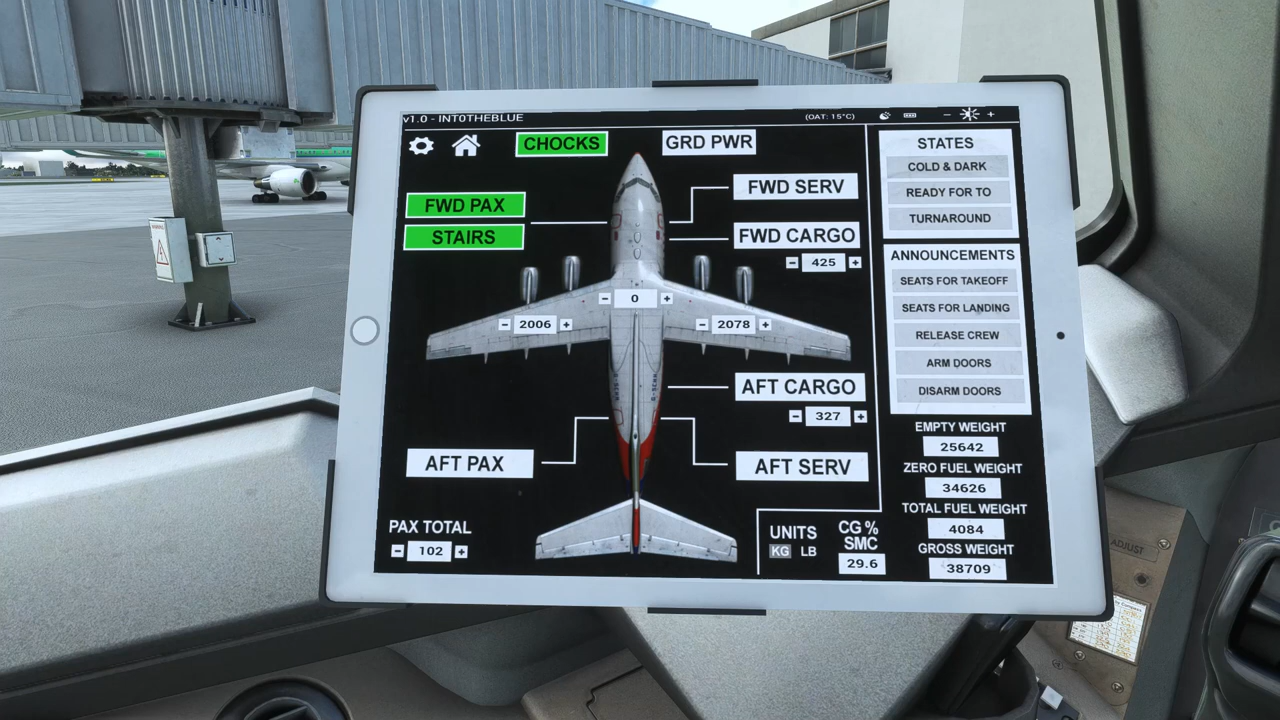 v1.0 - INT0THEBLUE
(OAT: 15°C)
- +
CHOCKS
GRD PWR
FWD PAX
STAIRS
FWD SERV
FWD CARGO
- 425 +
- 0 +
- 2006 +
- 2078 +
AFT CARGO
- 327 +
AFT PAX
AFT SERV
PAX TOTAL
- 102 +
UNITS
KG LB
CG %
SMC
29.6
STATES
COLD & DARK
READY FOR TO
TURNAROUND
ANNOUNCEMENTS
SEATS FOR TAKEOFF
SEATS FOR LANDING
RELEASE CREW
ARM DOORS
DISARM DOORS
EMPTY WEIGHT
25642
ZERO FUEL WEIGHT
34626
TOTAL FUEL WEIGHT
4084
GROSS WEIGHT
38709
ADJUST